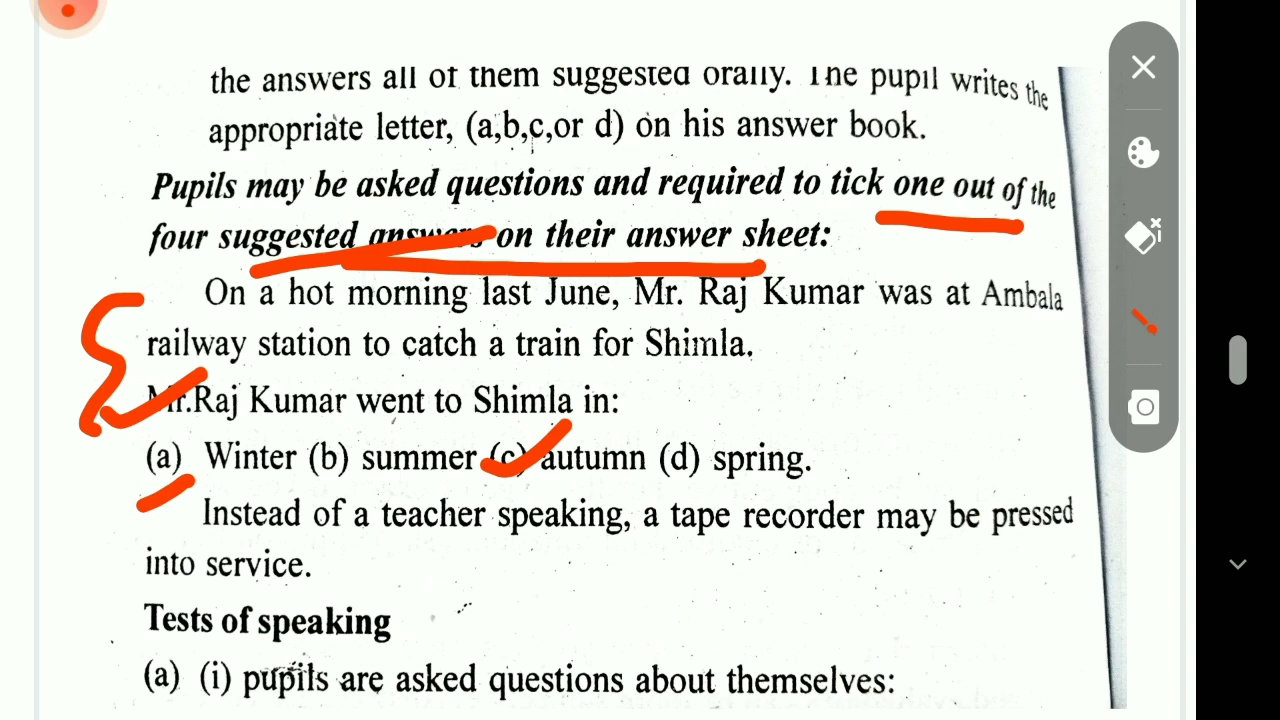 the answers all of them suggested orally. The pupil writes the
appropriate letter, (a,b,c,or d) on his answer book.
Pupils may be asked questions and required to tick one out of the
four suggested answers on their answer sheet:
On a hot morning last June, Mr. Raj Kumar was at Ambala
railway station to catch a train for Shimla.
Mr.Raj Kumar went to Shimla in:
(a) Winter (b) summer (c) autumn (d) spring.
Instead of a teacher speaking, a tape recorder may be pressed
into service.
Tests of speaking
(a) (i) pupils are asked questions about themselves: